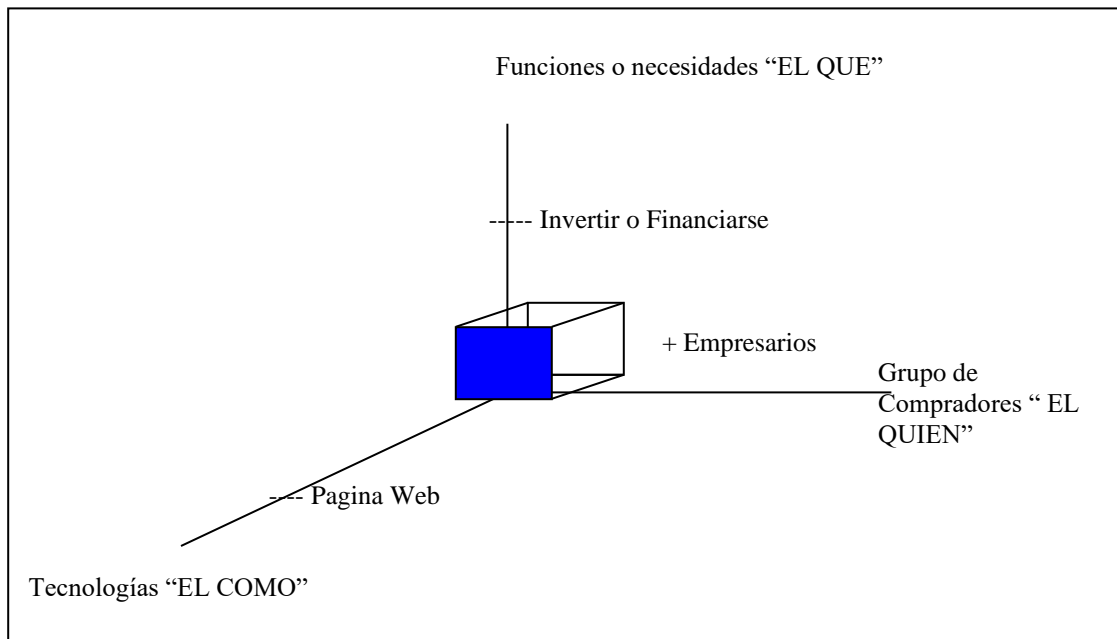 Funciones o necesidades “EL QUE”
---- Invertir o Financiarse
+ Empresarios
Grupo de
Compradores “ EL
QUIEN”
---- Pagina Web
Tecnologías “EL COMO”